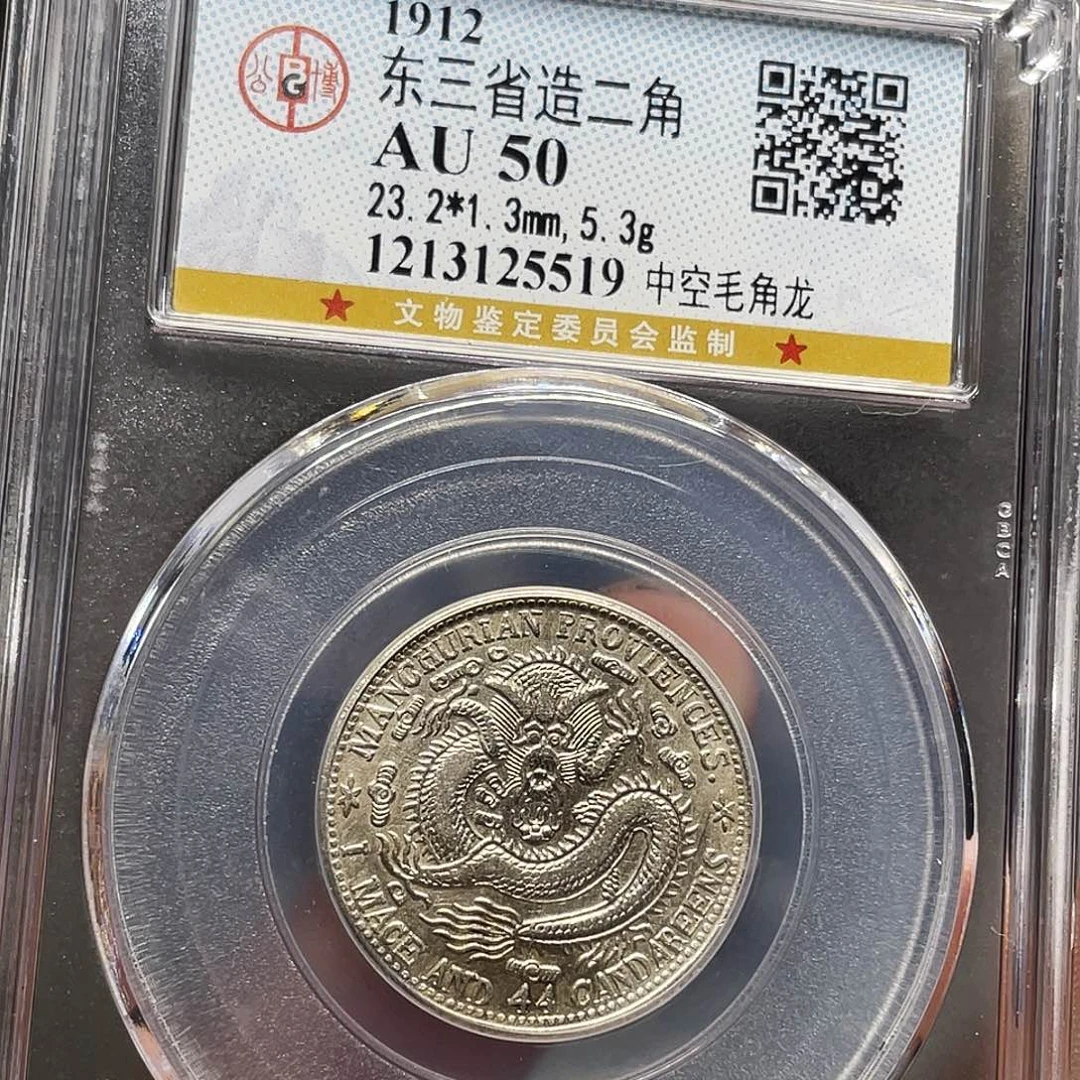 1912
公 博
东三省造二角
AU 50
23.2*1.3mm,5.3g
1213125519 中空毛角龙
★ 文物鉴定委员会监制 ★
GBCA
MANCHURIAN PROVIENCES.
1 MACE AND 44 CANDAREENS